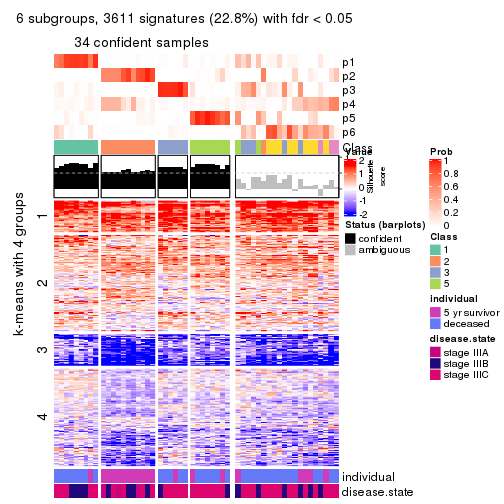 6 subgroups, 3611 signatures (22.8%) with fdr < 0.05
34 confident samples
p1
p2
p3
p4
p5
p6
Class
k-means with 4 groups
1
2
3
4
individual
disease.state
Value
2
1
0
-1
-2
Silhouette
score
Status (barplots)
confident
ambiguous
Prob
1
0.8
0.6
0.4
0.2
0
Class
1
2
3
5
individual
5 yr survivor
deceased
disease.state
stage IIIA
stage IIIB
stage IIIC